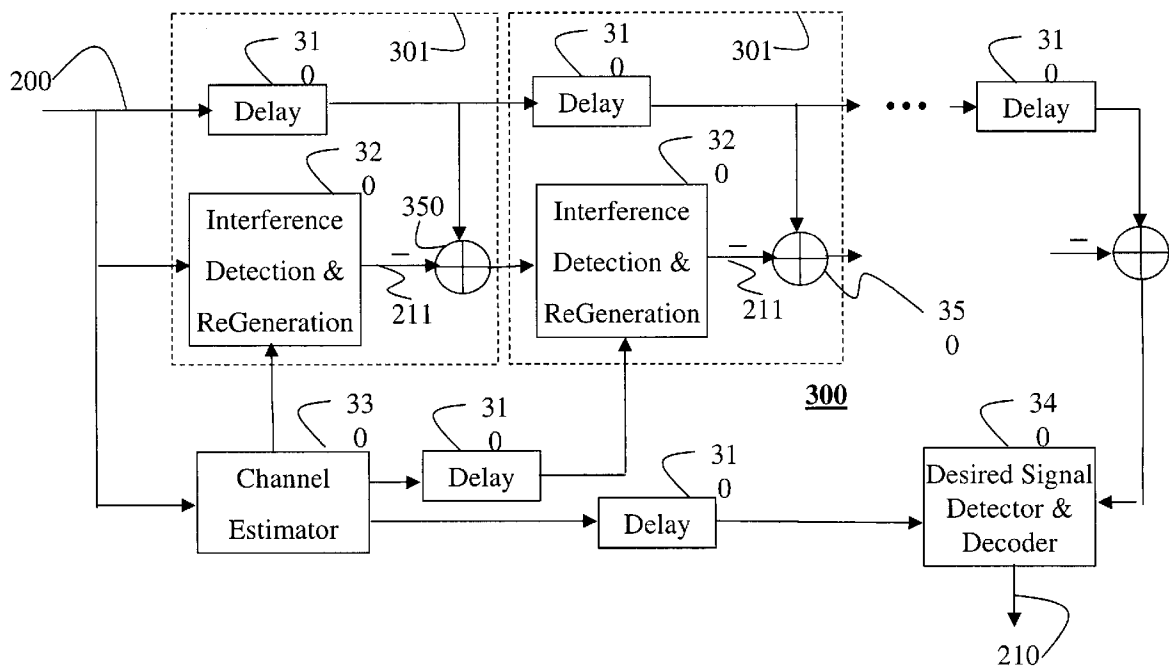 31
0
301
31
0
301
31
0
200
Delay
Delay
•••
Delay
32
0
32
0
Interference
Detection &
ReGeneration
350
–
211
Interference
Detection &
ReGeneration
–
211
–
35
0
300
33
0
31
0
34
0
Channel
Estimator
Delay
31
0
Delay
Desired Signal
Detector &
Decoder
210